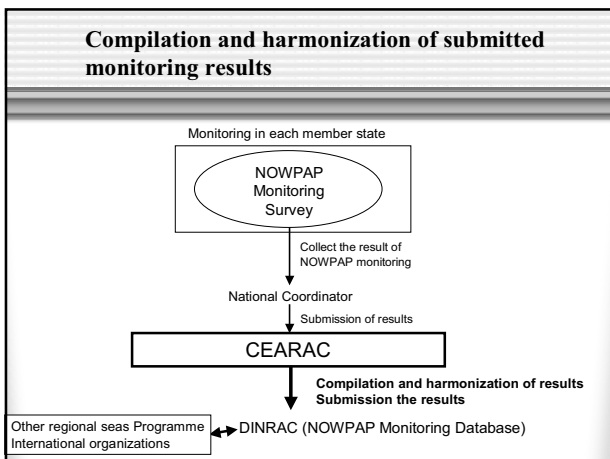 Compilation and harmonization of submitted
monitoring results
Monitoring in each member state
NOWPAP
Monitoring
Survey
Collect the result of
NOWPAP monitoring
National Coordinator
Submission of results
CEARAC
Compilation and harmonization of results
Submission the results
Other regional seas Programme
International organizations
DINRAC (NOWPAP Monitoring Database)